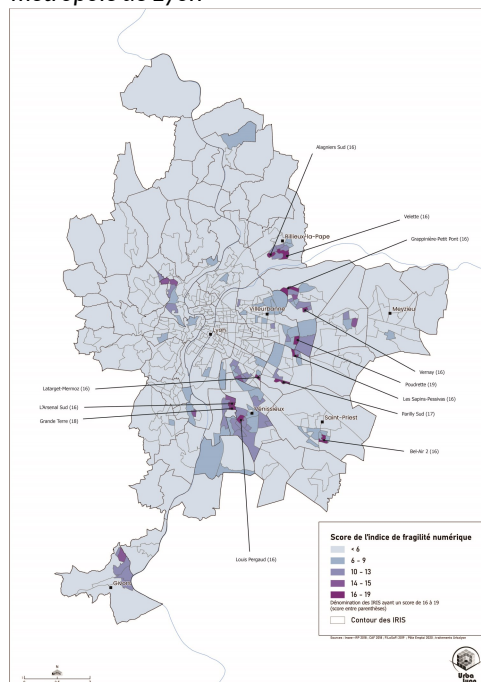 métropole de Lyon
Alagniers Sud (16)
Velette (16)
Rillieux-la-Pape
Grappinière-Petit Pont (16)
Villeurbanne
Meyzieu
Lyon
Verney (16)
Poudrette (19)
Les Sapins-Pessivas (16)
Latarget-Mermoz (16)
Parilly Sud (17)
L'Arsenal Sud (16)
Grande Terre (18)
Vénissieux
Saint-Priest
Bel-Air 2 (16)
Louis Pergaud (16)
Givors
Score de l'indice de fragilité numérique
< 6
6 - 9
10 - 13
14 - 15
16 - 19
Dénomination des IRIS ayant un score de 16 à 19
(score entre parenthèses)
Contour des IRIS
Urba
lyon